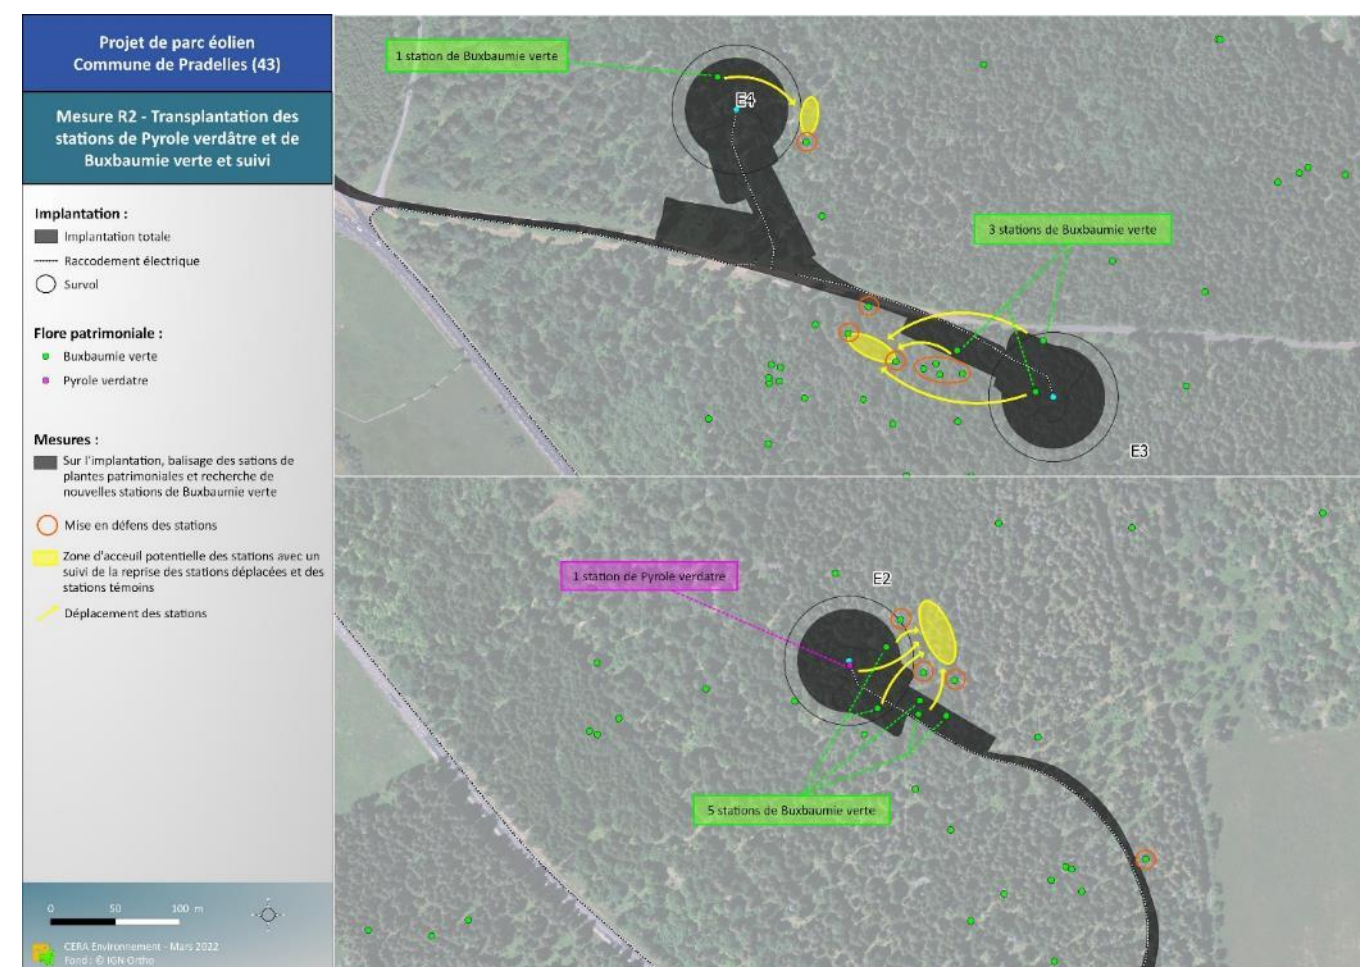 Projet de parc éolien
Commune de Pradelles (43)
Mesure R2 - Transplantation des
stations de Pyrole verdâtre et de
Buxbaumie verte et suivi
Implantation :
Implantation totale
Raccodement électrique
Survol
Flore patrimoniale :
Buxbaumie verte
Pyrole verdatre
Mesures :
Sur l'implantation, balisage des sations de
plantes patrimoniales et recherche de
nouvelles stations de Buxbaumie verte
Mise en défens des stations
Zone d'acceuil potentielle des stations avec un
suivi de la reprise des stations déplacées et des
stations témoins
Déplacement des stations
0 50 100 m
CERA Environnement - Mars 2022
Fond : © IGN Ortho
1 station de Buxbaumie verte
E4
3 stations de Buxbaumie verte
E3
1 station de Pyrole verdatre
E2
5 stations de Buxbaumie verte